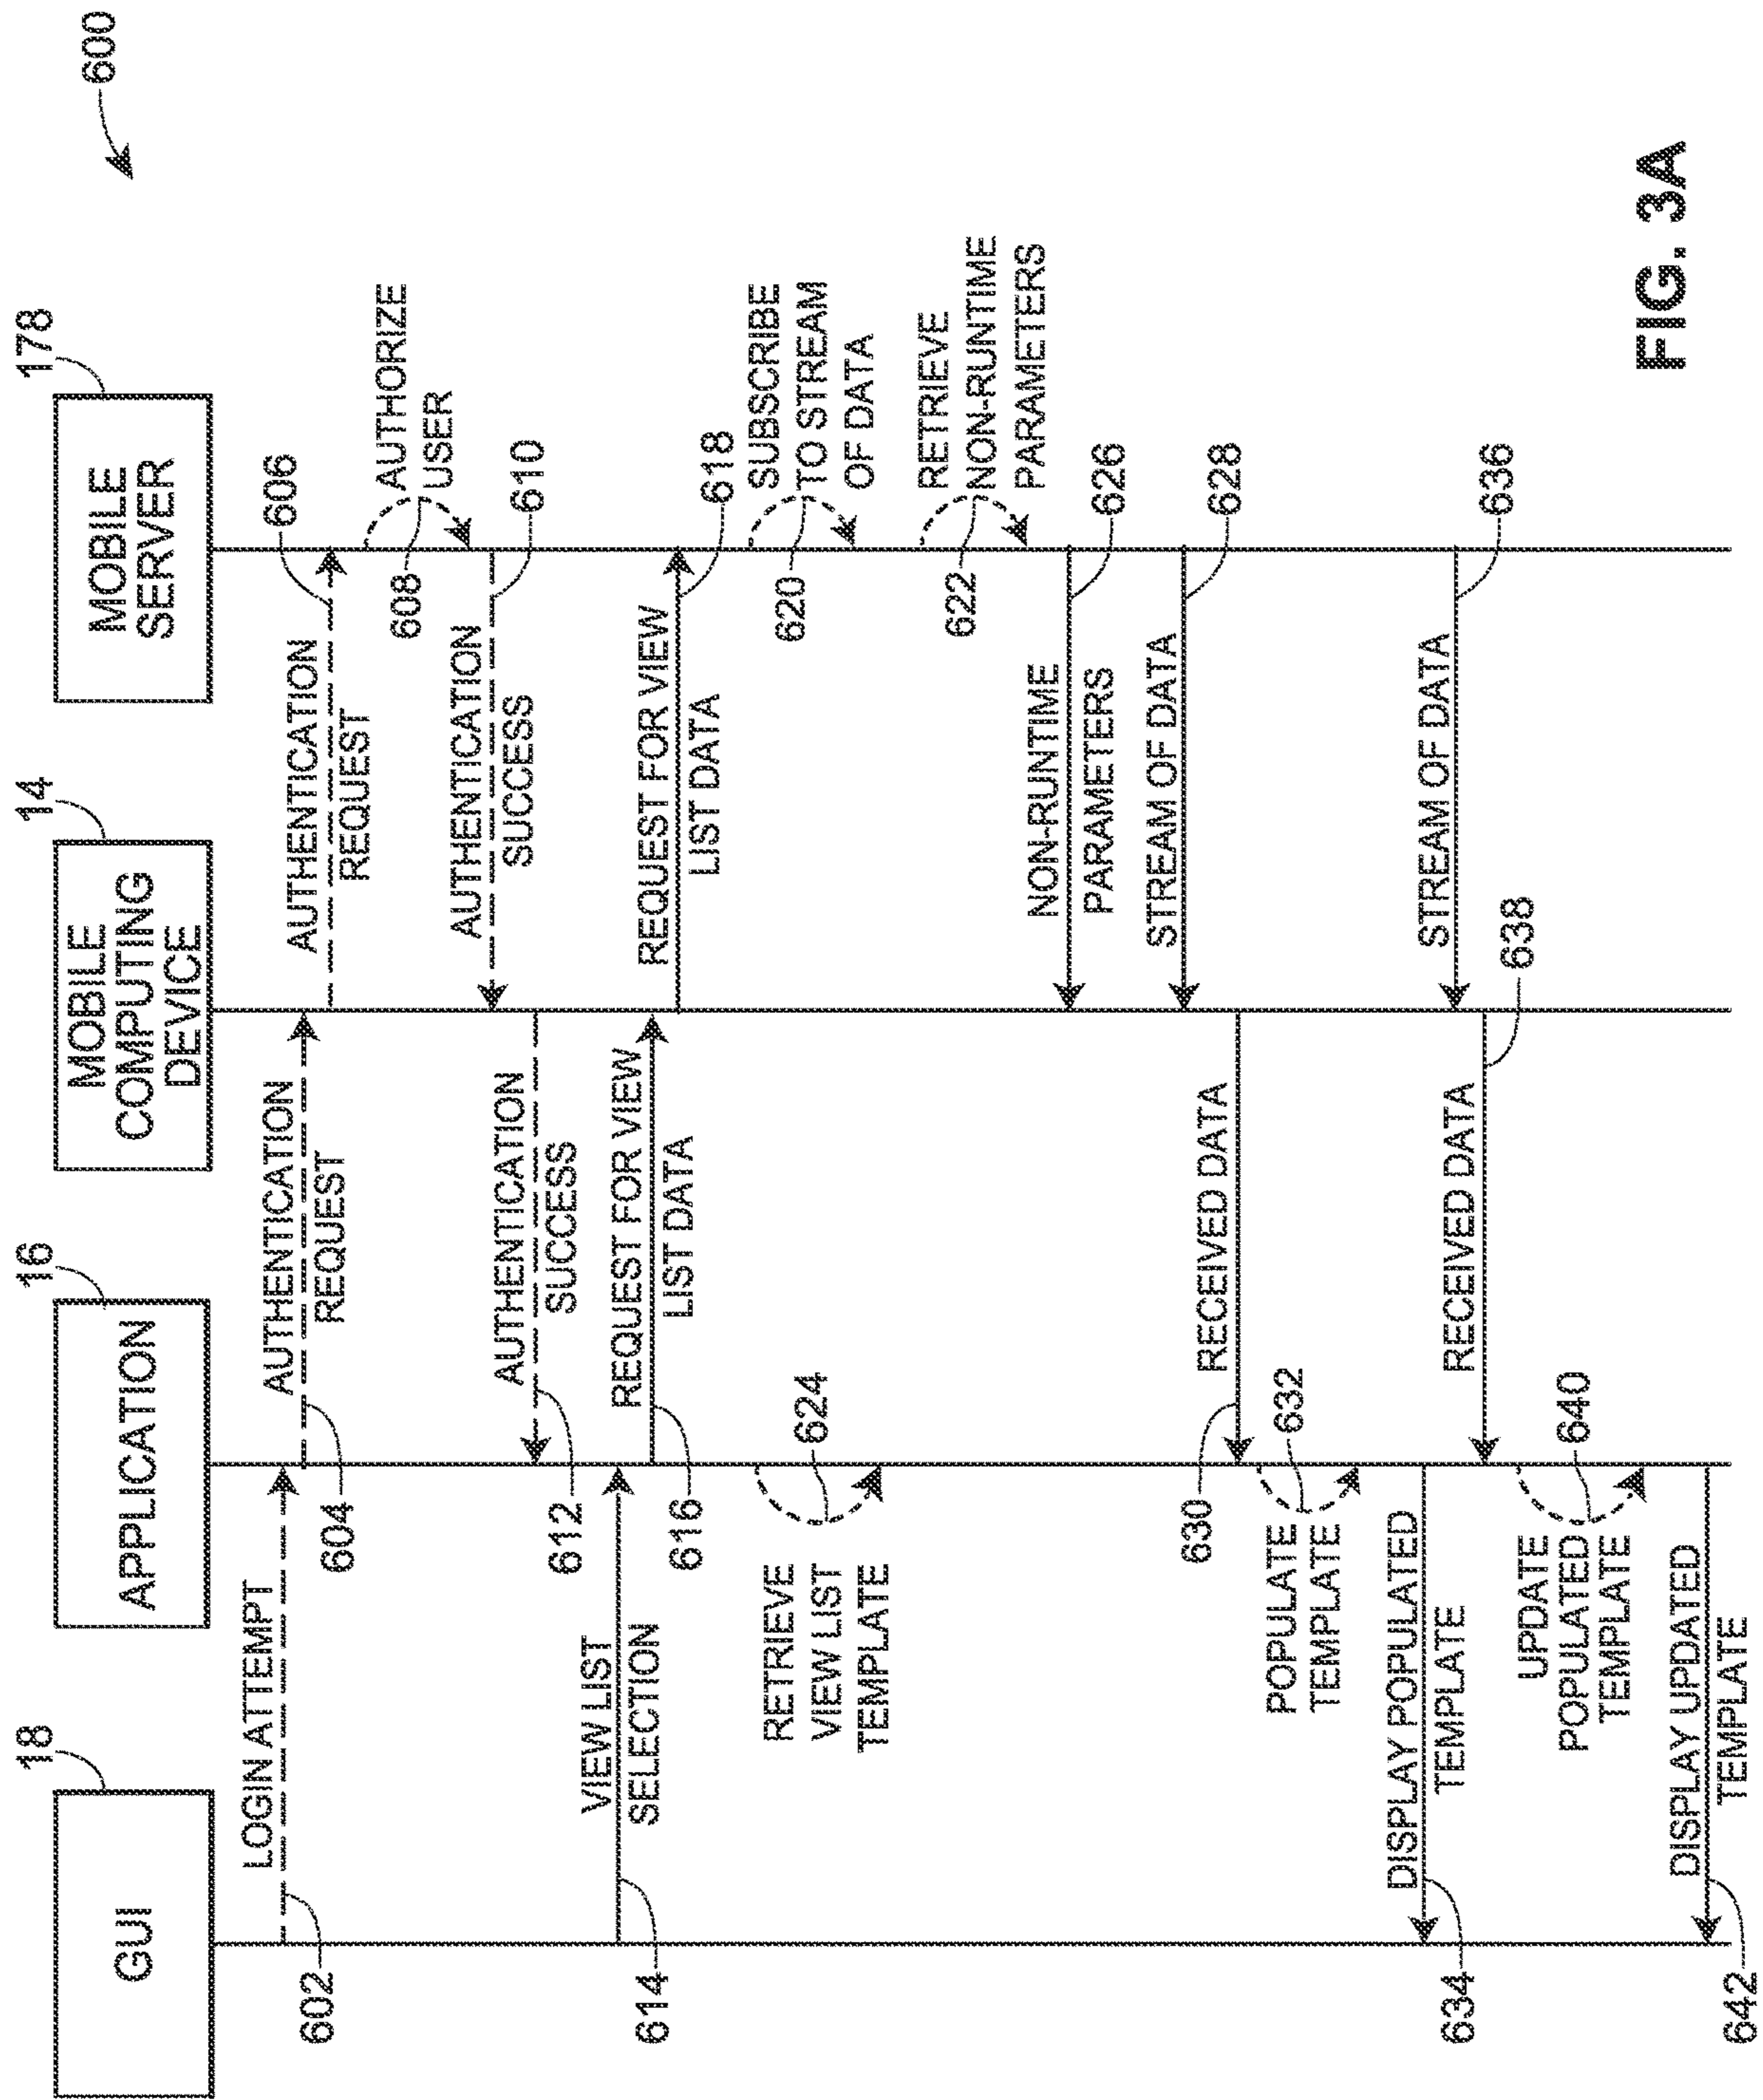 600
18
16
14
178
GUI
APPLICATION
MOBILE
COMPUTING
DEVICE
MOBILE
SERVER
LOGIN ATTEMPT
602
AUTHENTICATION
REQUEST
604
AUTHENTICATION
REQUEST
606
AUTHORIZE
USER
608
AUTHENTICATION
SUCCESS
610
AUTHENTICATION
SUCCESS
612
VIEW LIST
SELECTION
614
REQUEST FOR VIEW
LIST DATA
616
REQUEST FOR VIEW
LIST DATA
618
SUBSCRIBE
TO STREAM
OF DATA
620
RETRIEVE
VIEW LIST
TEMPLATE
624
RETRIEVE
NON-RUNTIME
PARAMETERS
622
NON-RUNTIME
PARAMETERS
626
STREAM OF DATA
628
RECEIVED DATA
630
POPULATE
TEMPLATE
632
DISPLAY POPULATED
TEMPLATE
634
STREAM OF DATA
636
RECEIVED DATA
638
UPDATE
POPULATED
TEMPLATE
640
DISPLAY UPDATED
TEMPLATE
642
FIG. 3A